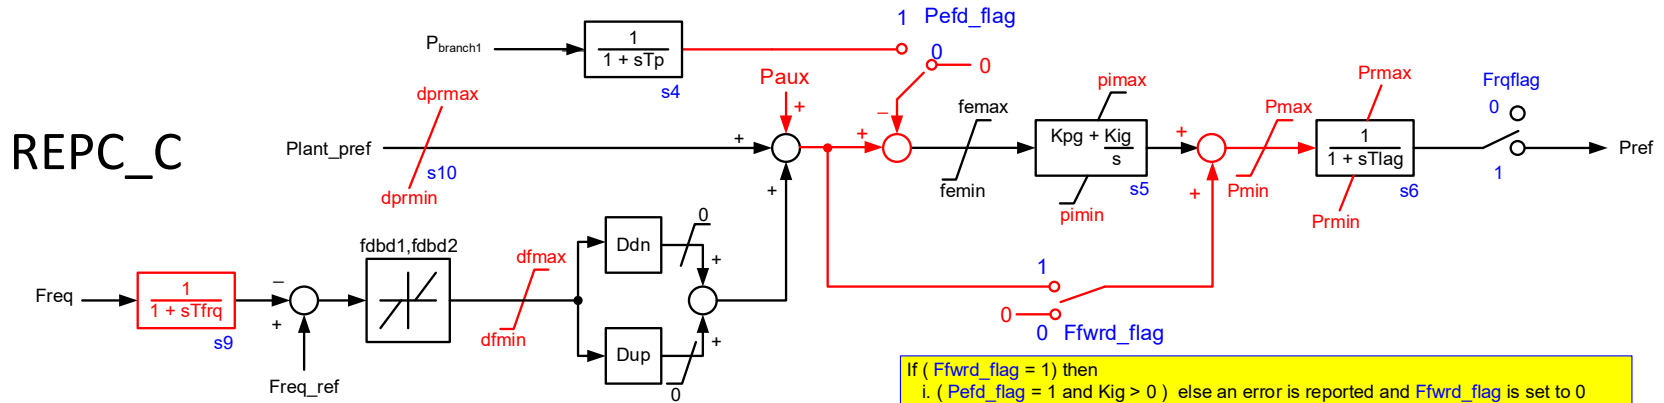 REPC_C
Pbranch1
1
1 + sTp
s4
1
Pefd_flag
0
0
Paux
+
dprmax
Plant_pref
s10
dprmin
+
+
+
−
femax
femin
pimax
Kpg + Kig
s
s5
pimin
+
+
Pmax
Pmin
Prmax
1
1 + sTlag
s6
Prmin
Frqflag
0
1
Pref
Freq
1
1 + sTfrq
s9
−
+
Freq_ref
fdbd1,fdbd2
dfmax
dfmin
Ddn
0
+
Dup
+
0
1
0
0
Ffwrd_flag
If ( Ffwrd_flag = 1) then
i. ( Pefd_flag = 1 and Kig > 0 ) else an error is reported and Ffwrd_flag is set to 0